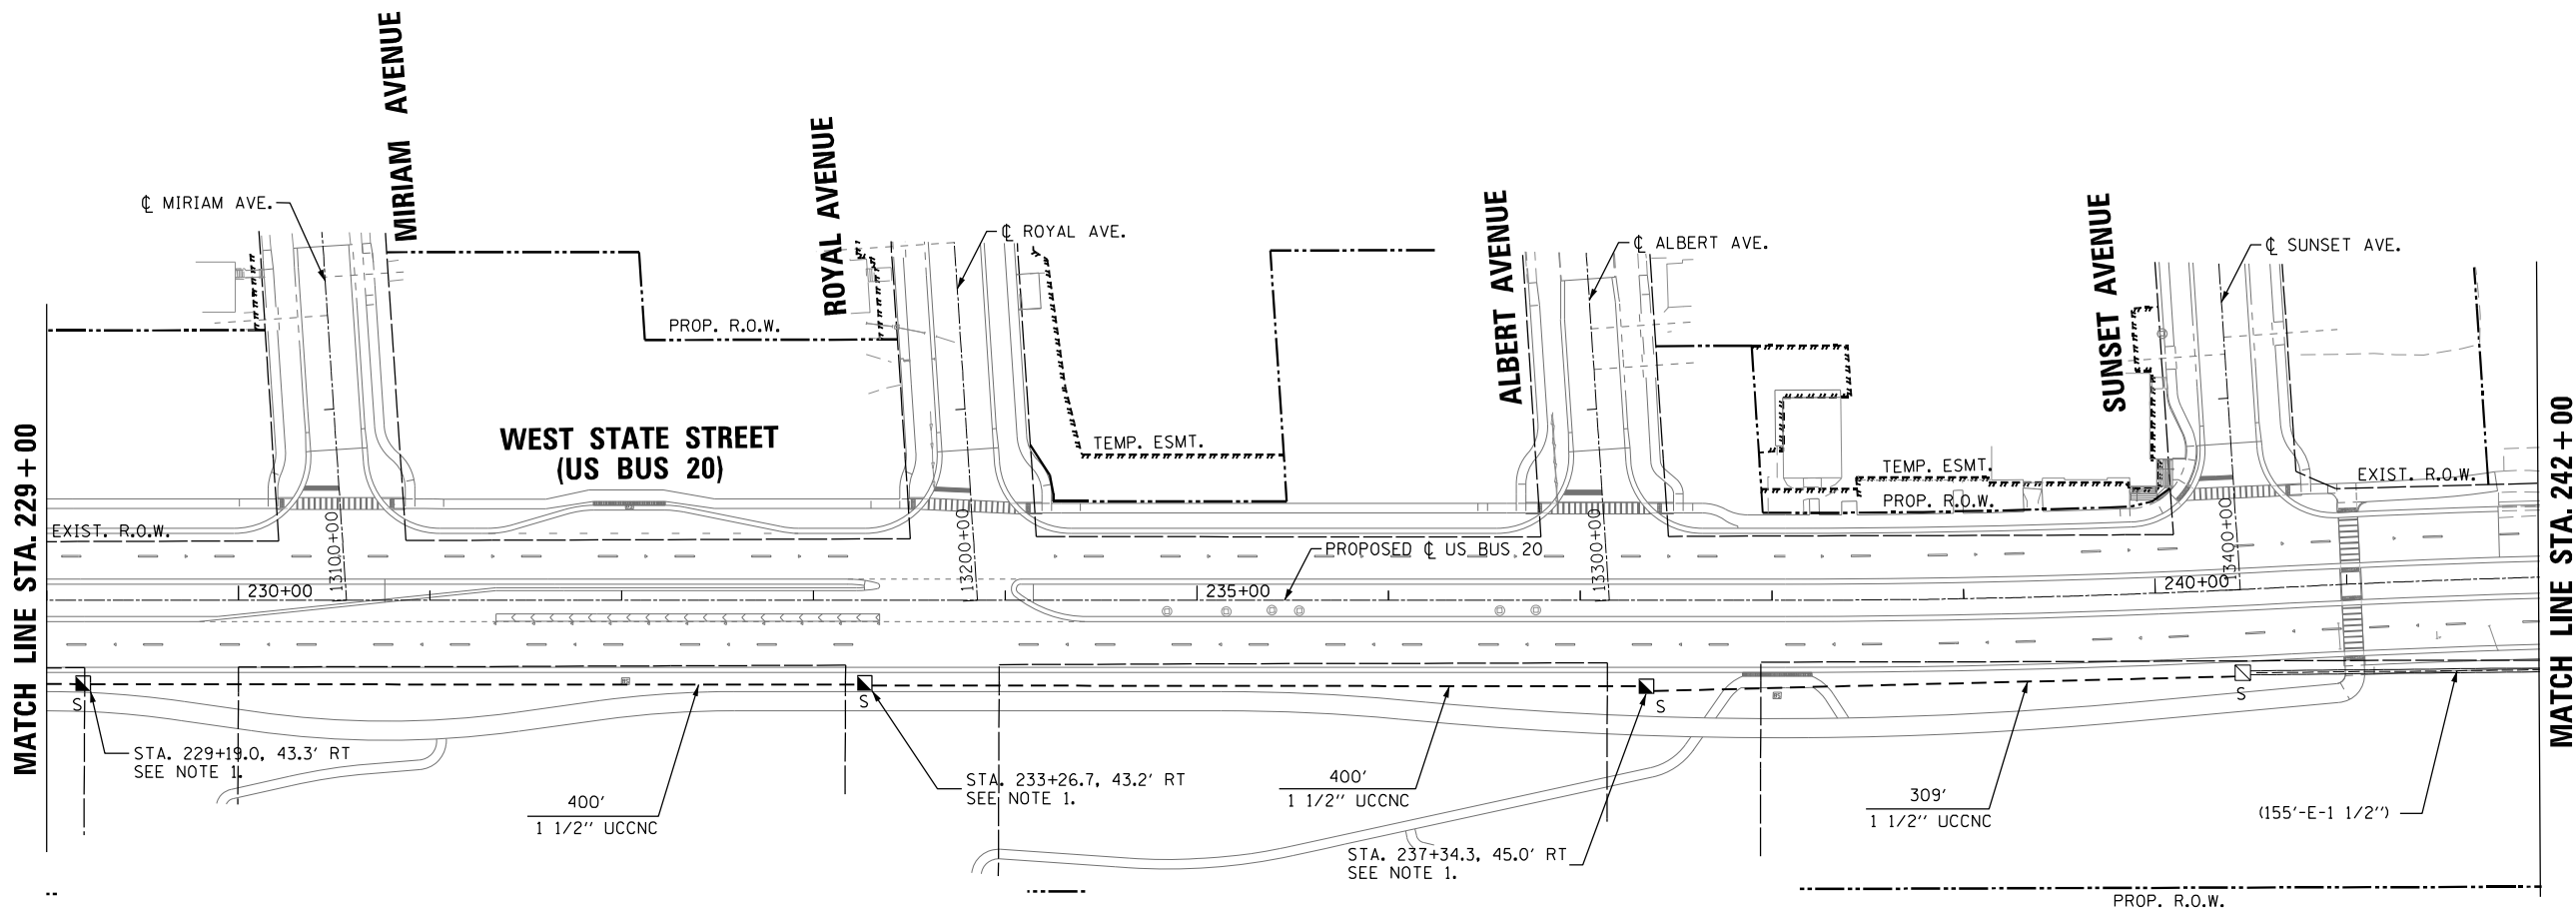 MIRIAM AVENUE
ROYAL AVENUE
ALBERT AVENUE
SUNSET AVENUE
℄ MIRIAM AVE.
℄ ROYAL AVE.
℄ ALBERT AVE.
℄ SUNSET AVE.
PROP. R.O.W.
WEST STATE STREET
(US BUS 20)
TEMP. ESMT.
TEMP. ESMT.
PROP. R.O.W.
EXIST. R.O.W.
EXIST. R.O.W.
MATCH LINE STA. 229+00
MATCH LINE STA. 242+00
13100+00
13200+00
13300+00
13400+00
PROPOSED ℄ US BUS 20
230+00
235+00
240+00
S
S
S
S
STA. 229+19.0, 43.3' RT
SEE NOTE 1.
400'
1 1/2'' UCCNC
STA. 233+26.7, 43.2' RT
SEE NOTE 1.
400'
1 1/2'' UCCNC
STA. 237+34.3, 45.0' RT
SEE NOTE 1.
309'
1 1/2'' UCCNC
(155'-E-1 1/2'')
PROP. R.O.W.